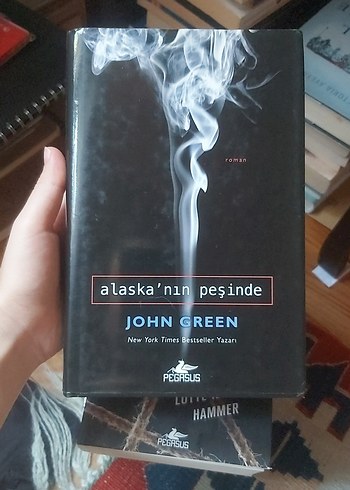 roman
alaska'nın peşinde
JOHN GREEN
New York Times Bestseller Yazarı
PEGASUS
HAMMER
PEGASUS